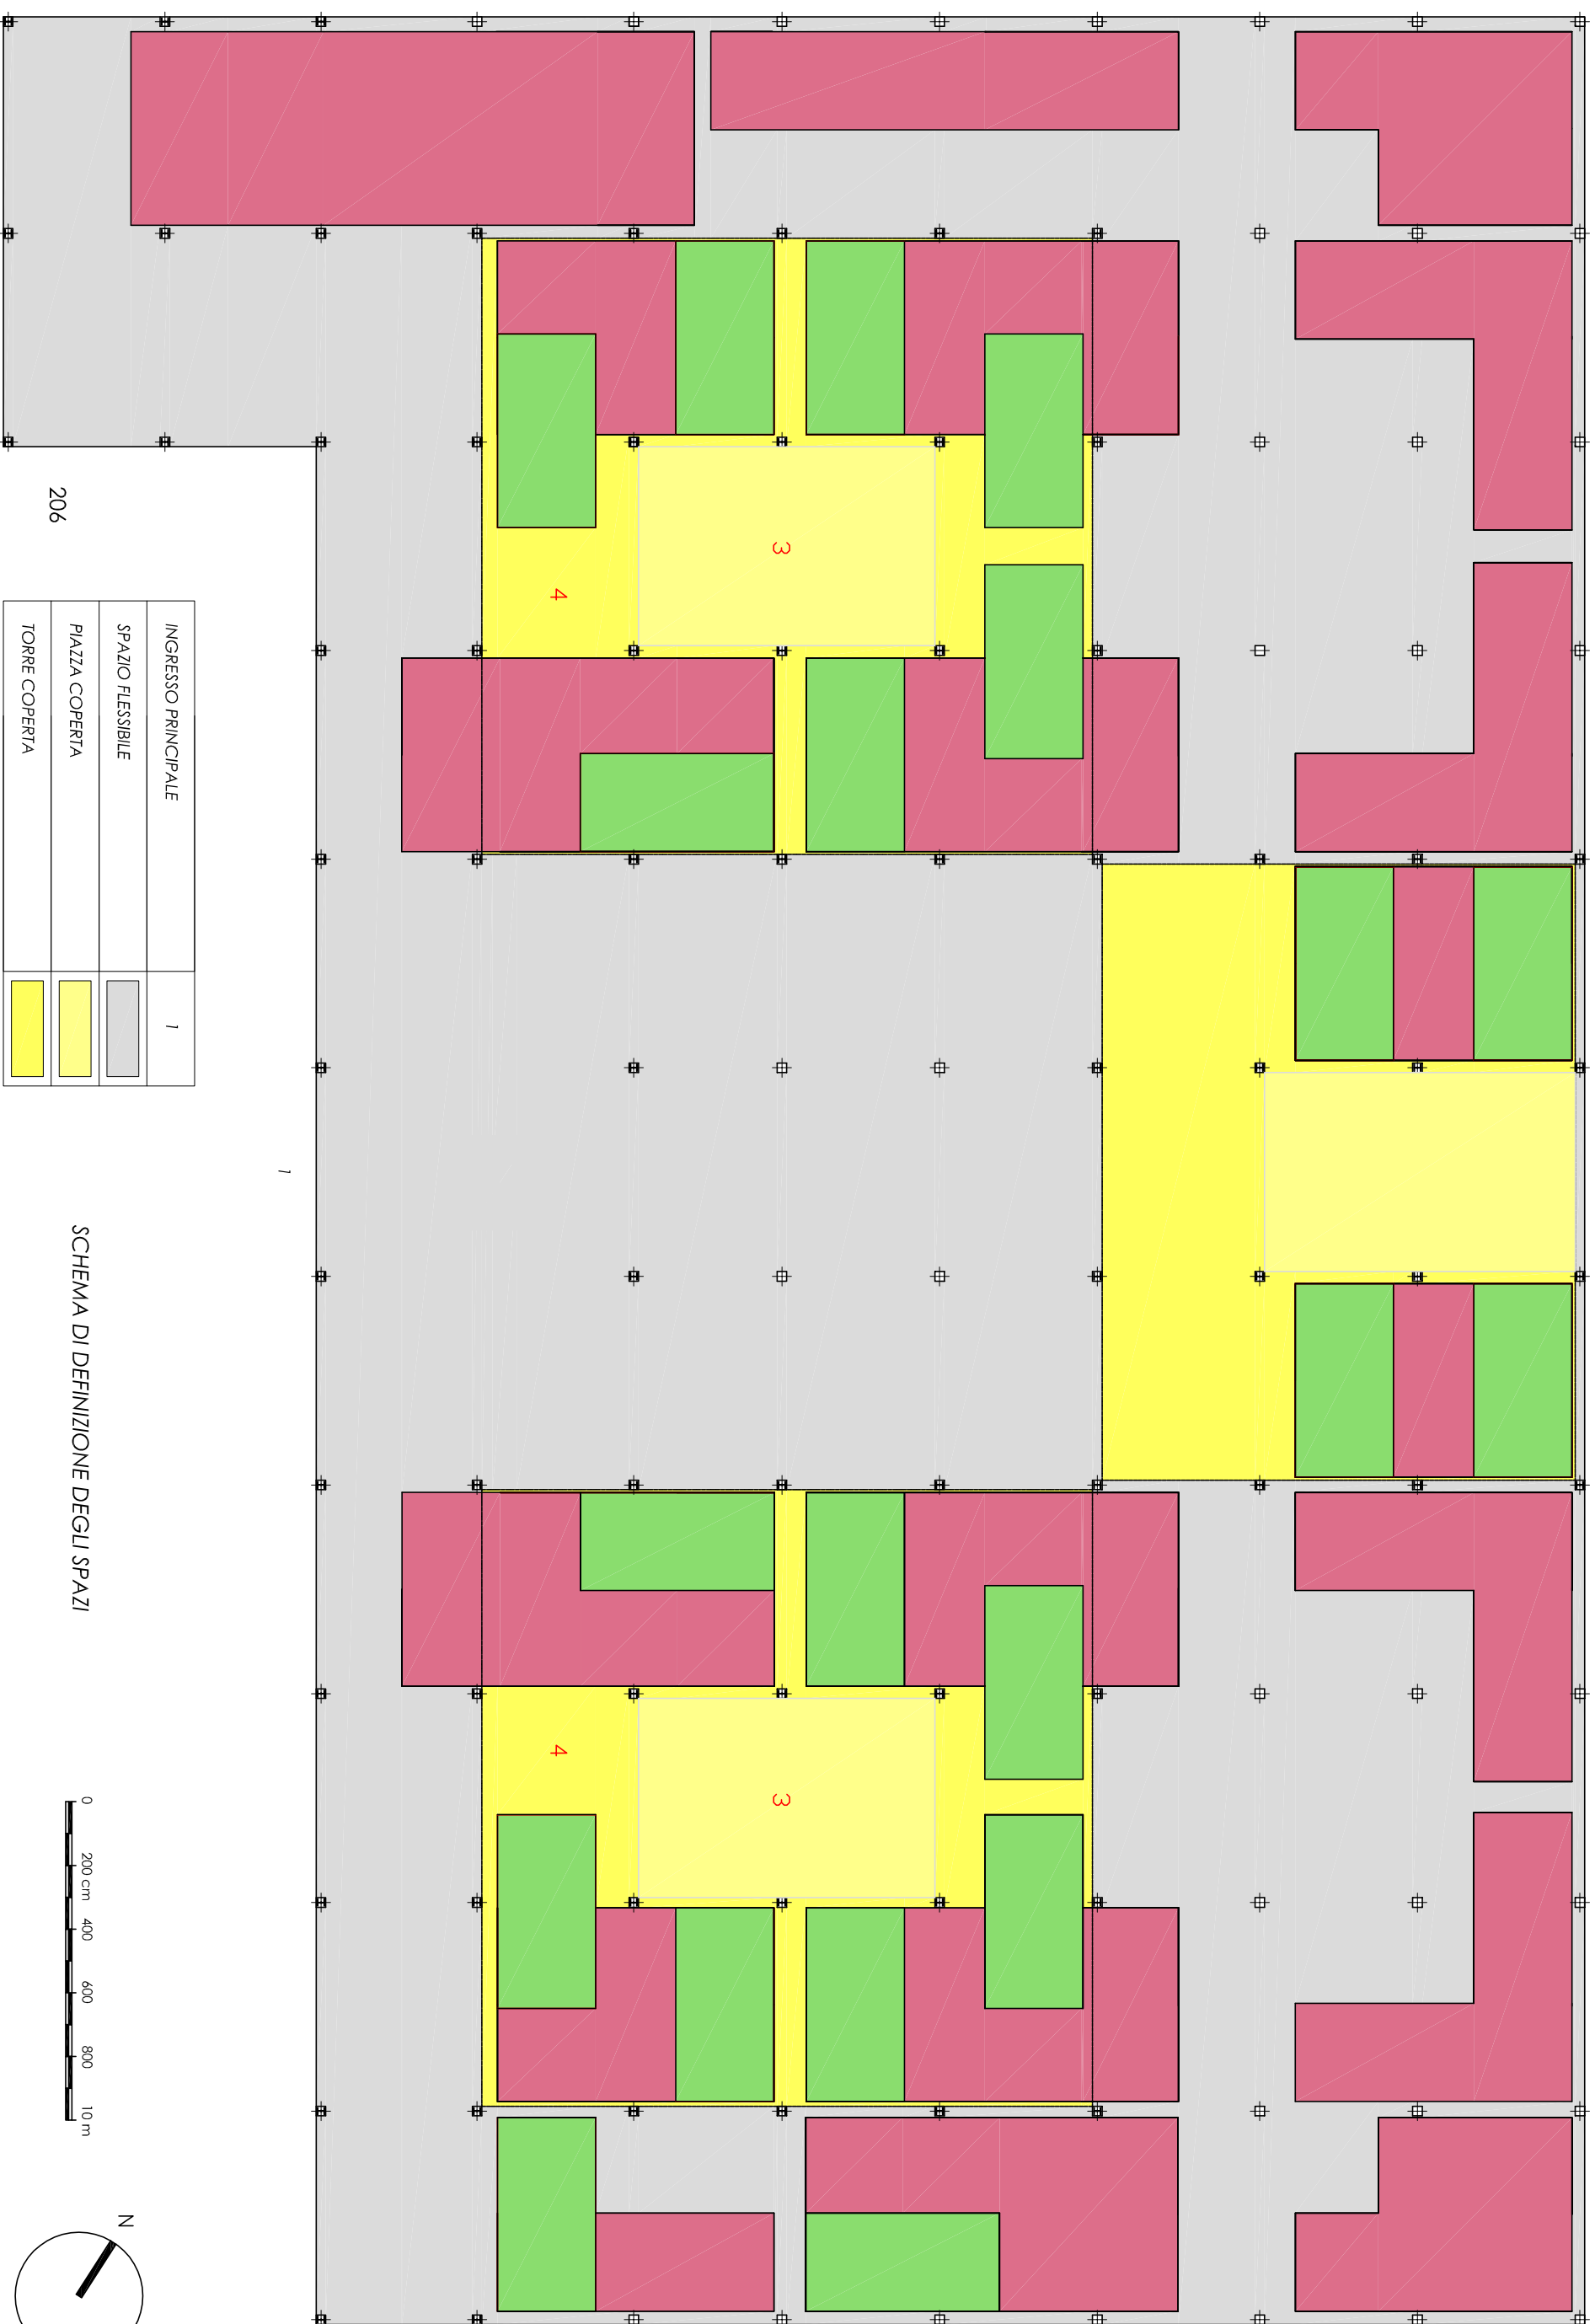 3
4
3
4
1
206
INGRESSO PRINCIPALE 1
SPAZIO FLESSIBILE
PIAZZA COPERTA
TORRE COPERTA
SCHEMA DI DEFINIZIONE DEGLI SPAZI
0 200 cm 400 600 800 10 m
N